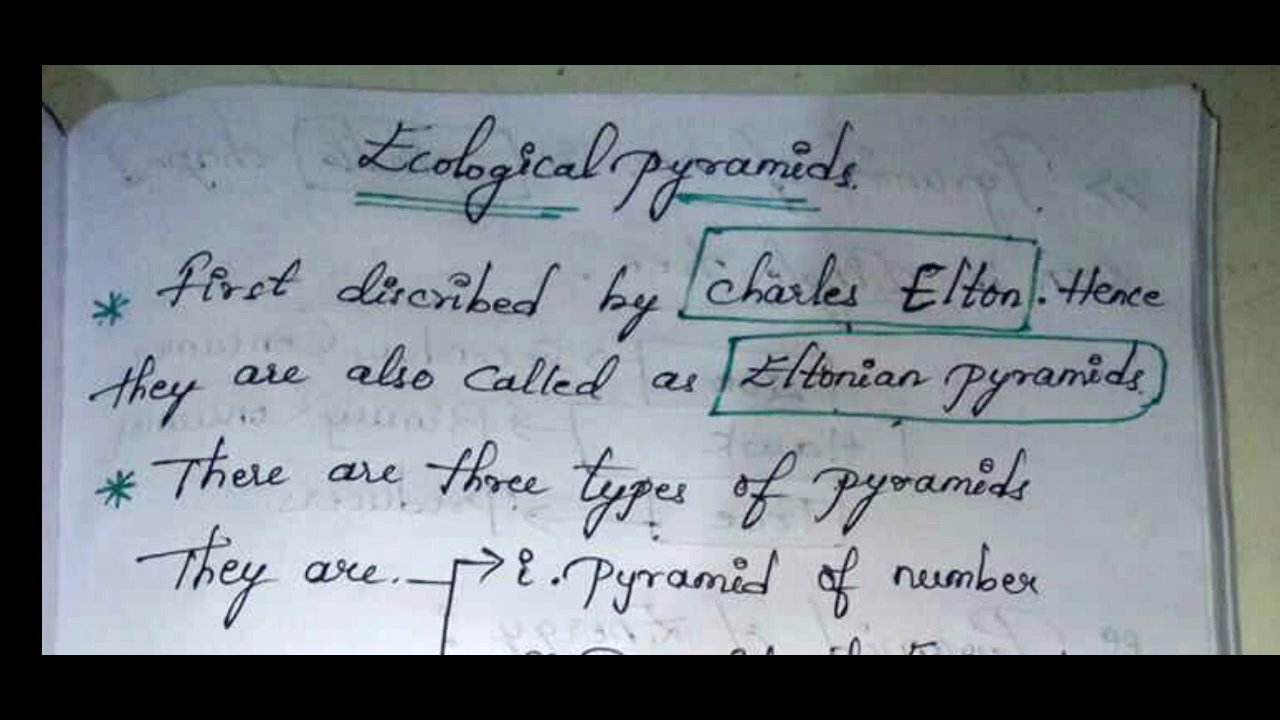 Ecological pyramids.
* First discribed by charles Elton. Hence
they are also called as Eltonian pyramids.
* There are three types of pyramids
They are. → i. Pyramid of number